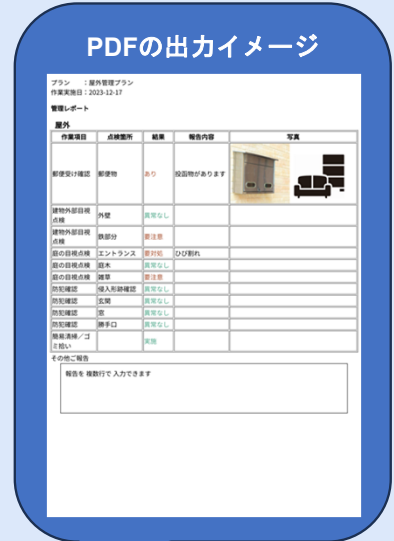 PDFの出力イメージ
プラン　：屋外管理プラン
作業実施日：2023-12-17
管理レポート
屋外
作業項目 点検箇所 結果 報告内容 写真
郵便受け確認 郵便物 あり 投函物があります
建物外部目視
点検 外壁 異常なし
建物外部目視
点検 鉄部分 要注意
庭の目視点検 エントランス 要対処 ひび割れ
庭の目視点検 庭木 異常なし
庭の目視点検 雑草 要注意
防犯確認 侵入形跡確認 異常なし
防犯確認 玄関 異常なし
防犯確認 窓 異常なし
防犯確認 勝手口 異常なし
簡易清掃／ゴ
ミ拾い 実施
その他ご報告
報告を 複数行で 入力できます